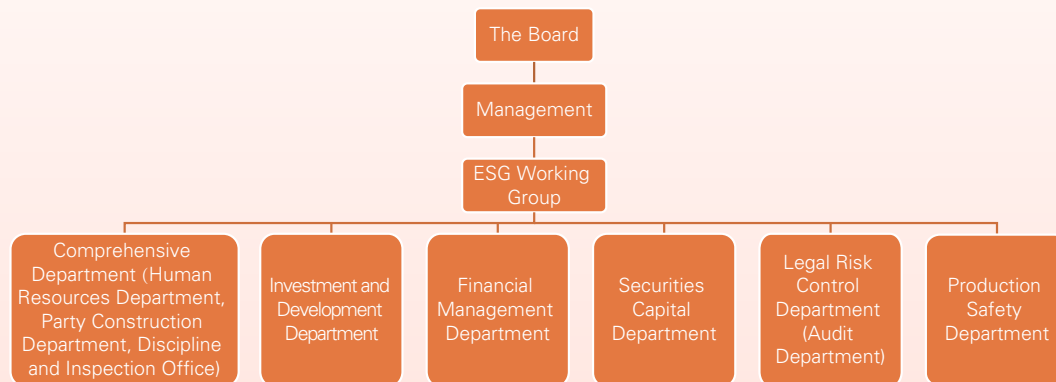 The Board
Management
ESG Working
Group
Comprehensive
Department (Human
Resources Department,
Party Construction
Department, Discipline
and Inspection Office)
Investment and
Development
Department
Financial
Management
Department
Securities
Capital
Department
Legal Risk
Control
Department
(Audit
Department)
Production
Safety
Department